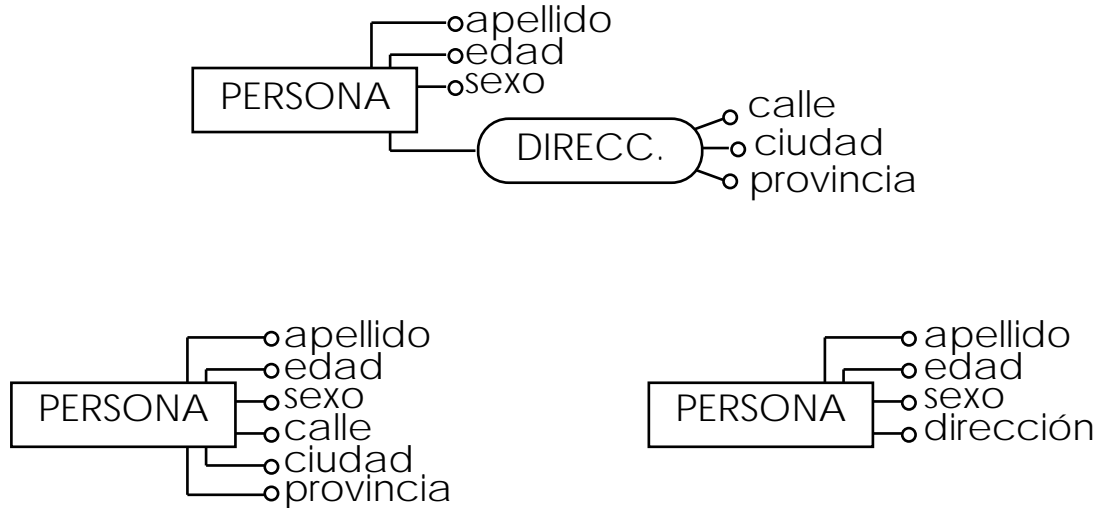 apellido
edad
sexo
PERSONA
calle
DIRECC.
ciudad
provincia
apellido
edad
sexo
PERSONA
calle
ciudad
provincia
apellido
edad
sexo
PERSONA
dirección